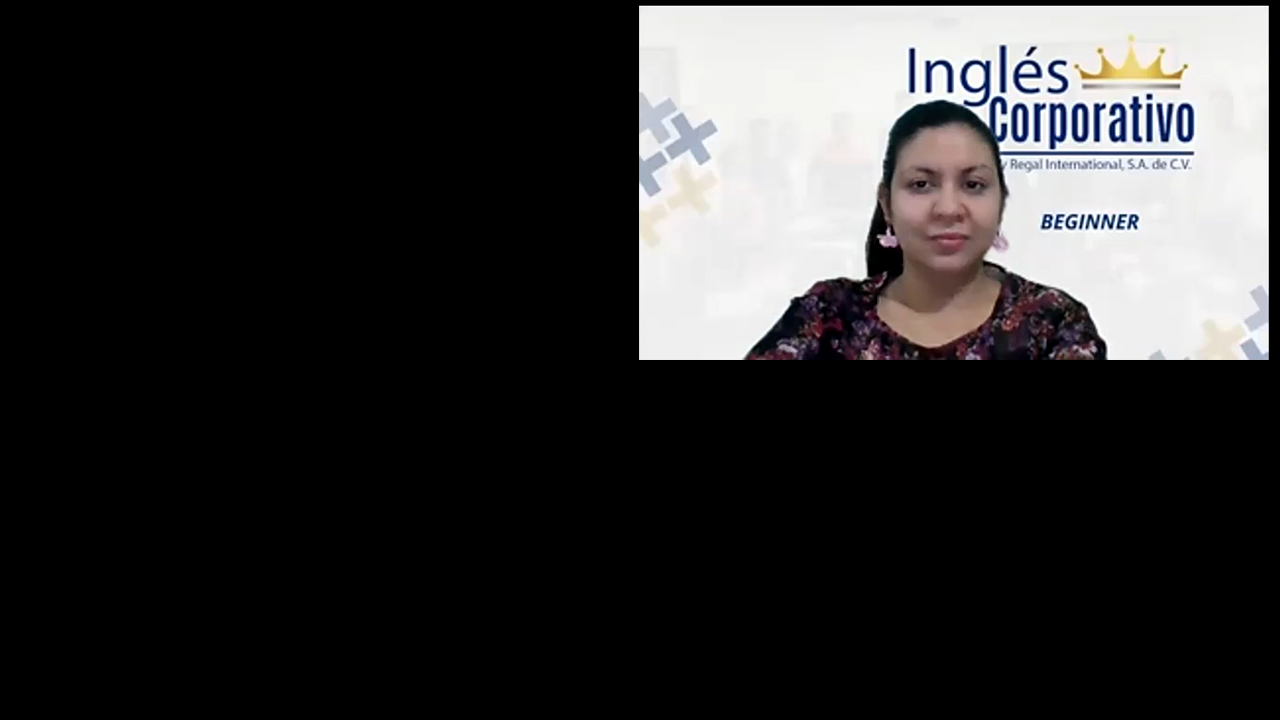 Inglés
Corporativo
Regal International, S.A. de C.V.
BEGINNER